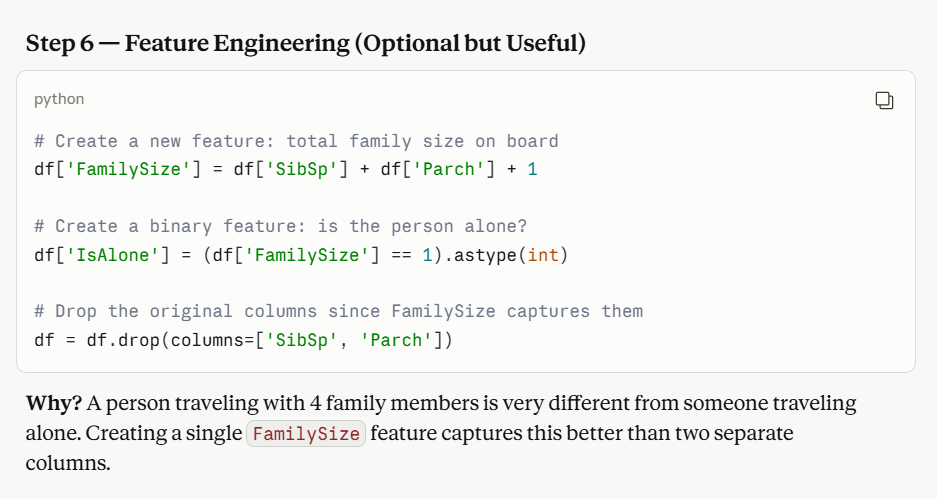 Step 6 — Feature Engineering (Optional but Useful)
python
# Create a new feature: total family size on board
df['FamilySize'] = df['SibSp'] + df['Parch'] + 1
# Create a binary feature: is the person alone?
df['IsAlone'] = (df['FamilySize'] == 1).astype(int)
# Drop the original columns since FamilySize captures them
df = df.drop(columns=['SibSp', 'Parch'])
Why? A person traveling with 4 family members is very different from someone traveling
alone. Creating a single FamilySize feature captures this better than two separate
columns.